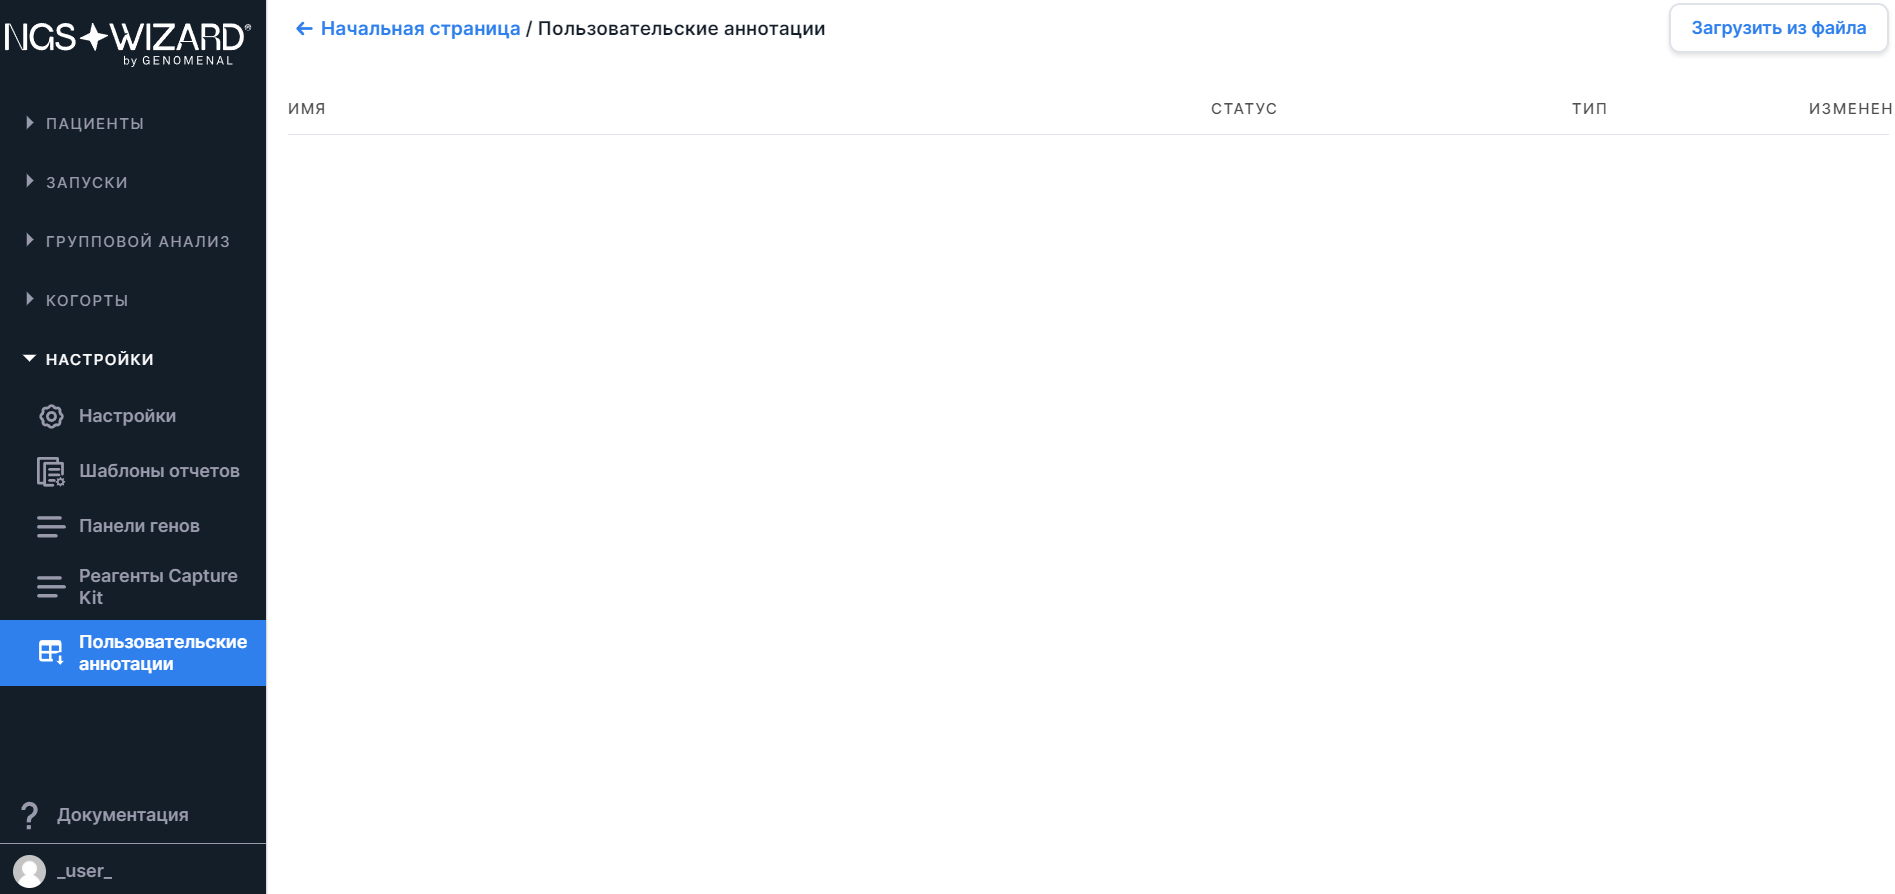 NGS WIZARD®
by GENOMENAL
ПАЦИЕНТЫ
ЗАПУСКИ
ГРУППОВОЙ АНАЛИЗ
КОГОРТЫ
НАСТРОЙКИ
Настройки
Шаблоны отчетов
Панели генов
Реагенты Capture
Kit
Пользовательские
аннотации
Документация
_user_
← Начальная страница / Пользовательские аннотации
Загрузить из файла
ИМЯ СТАТУС ТИП ИЗМЕНЕН